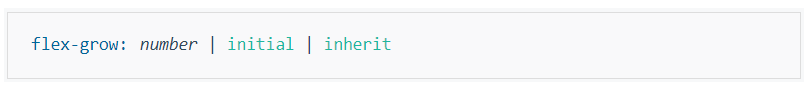 flex-grow: number | initial | inherit